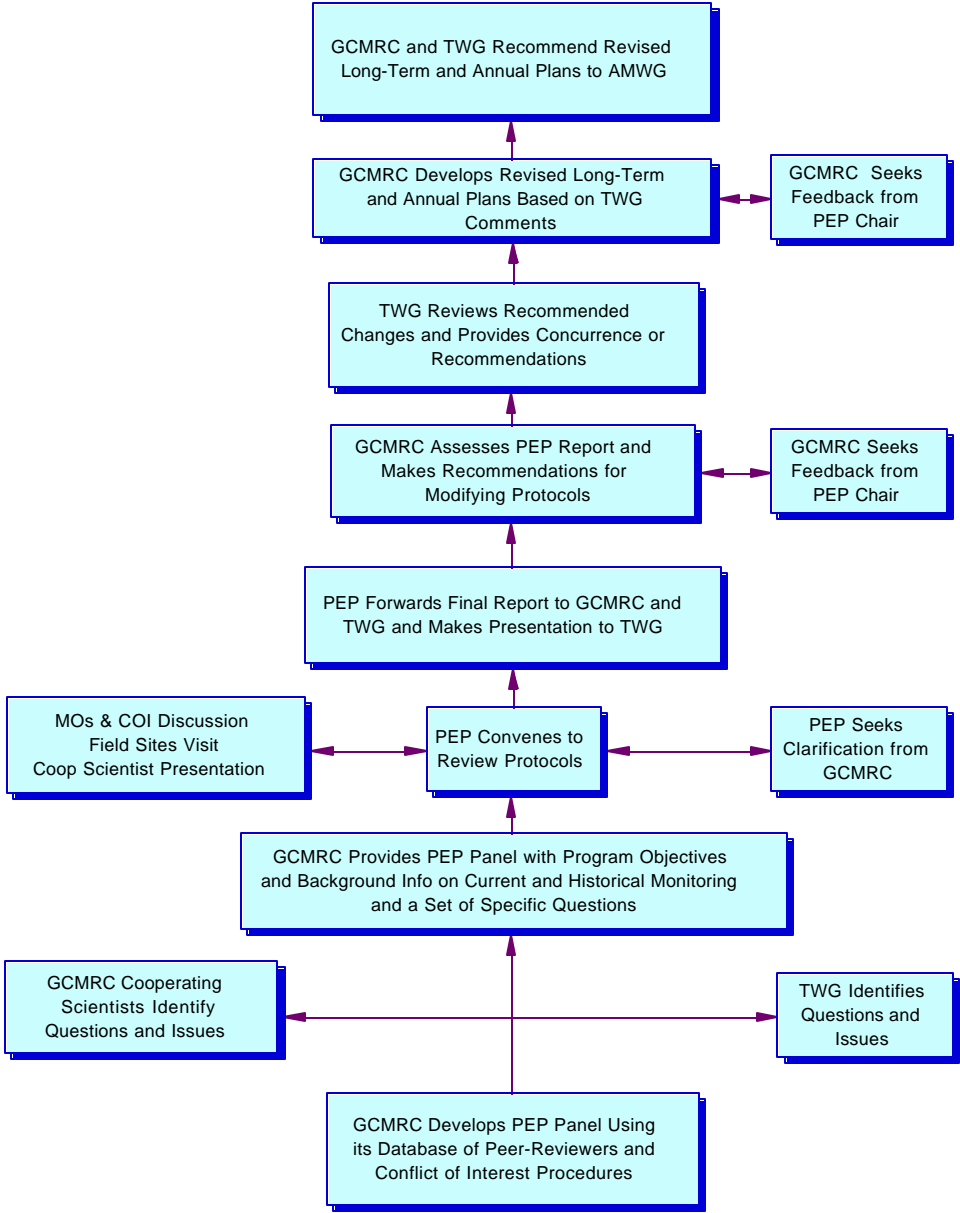 GCMRC and TWG Recommend Revised
Long-Term and Annual Plans to AMWG
GCMRC Develops Revised Long-Term
and Annual Plans Based on TWG
Comments
GCMRC Seeks
Feedback from
PEP Chair
TWG Reviews Recommended
Changes and Provides Concurrence or
Recommendations
GCMRC Assesses PEP Report and
Makes Recommendations for
Modifying Protocols
GCMRC Seeks
Feedback from
PEP Chair
PEP Forwards Final Report to GCMRC and
TWG and Makes Presentation to TWG
MOs & COI Discussion
Field Sites Visit
Coop Scientist Presentation
PEP Convenes to
Review Protocols
PEP Seeks
Clarification from
GCMRC
GCMRC Provides PEP Panel with Program Objectives
and Background Info on Current and Historical Monitoring
and a Set of Specific Questions
GCMRC Cooperating
Scientists Identify
Questions and Issues
TWG Identifies
Questions and
Issues
GCMRC Develops PEP Panel Using
its Database of Peer-Reviewers and
Conflict of Interest Procedures